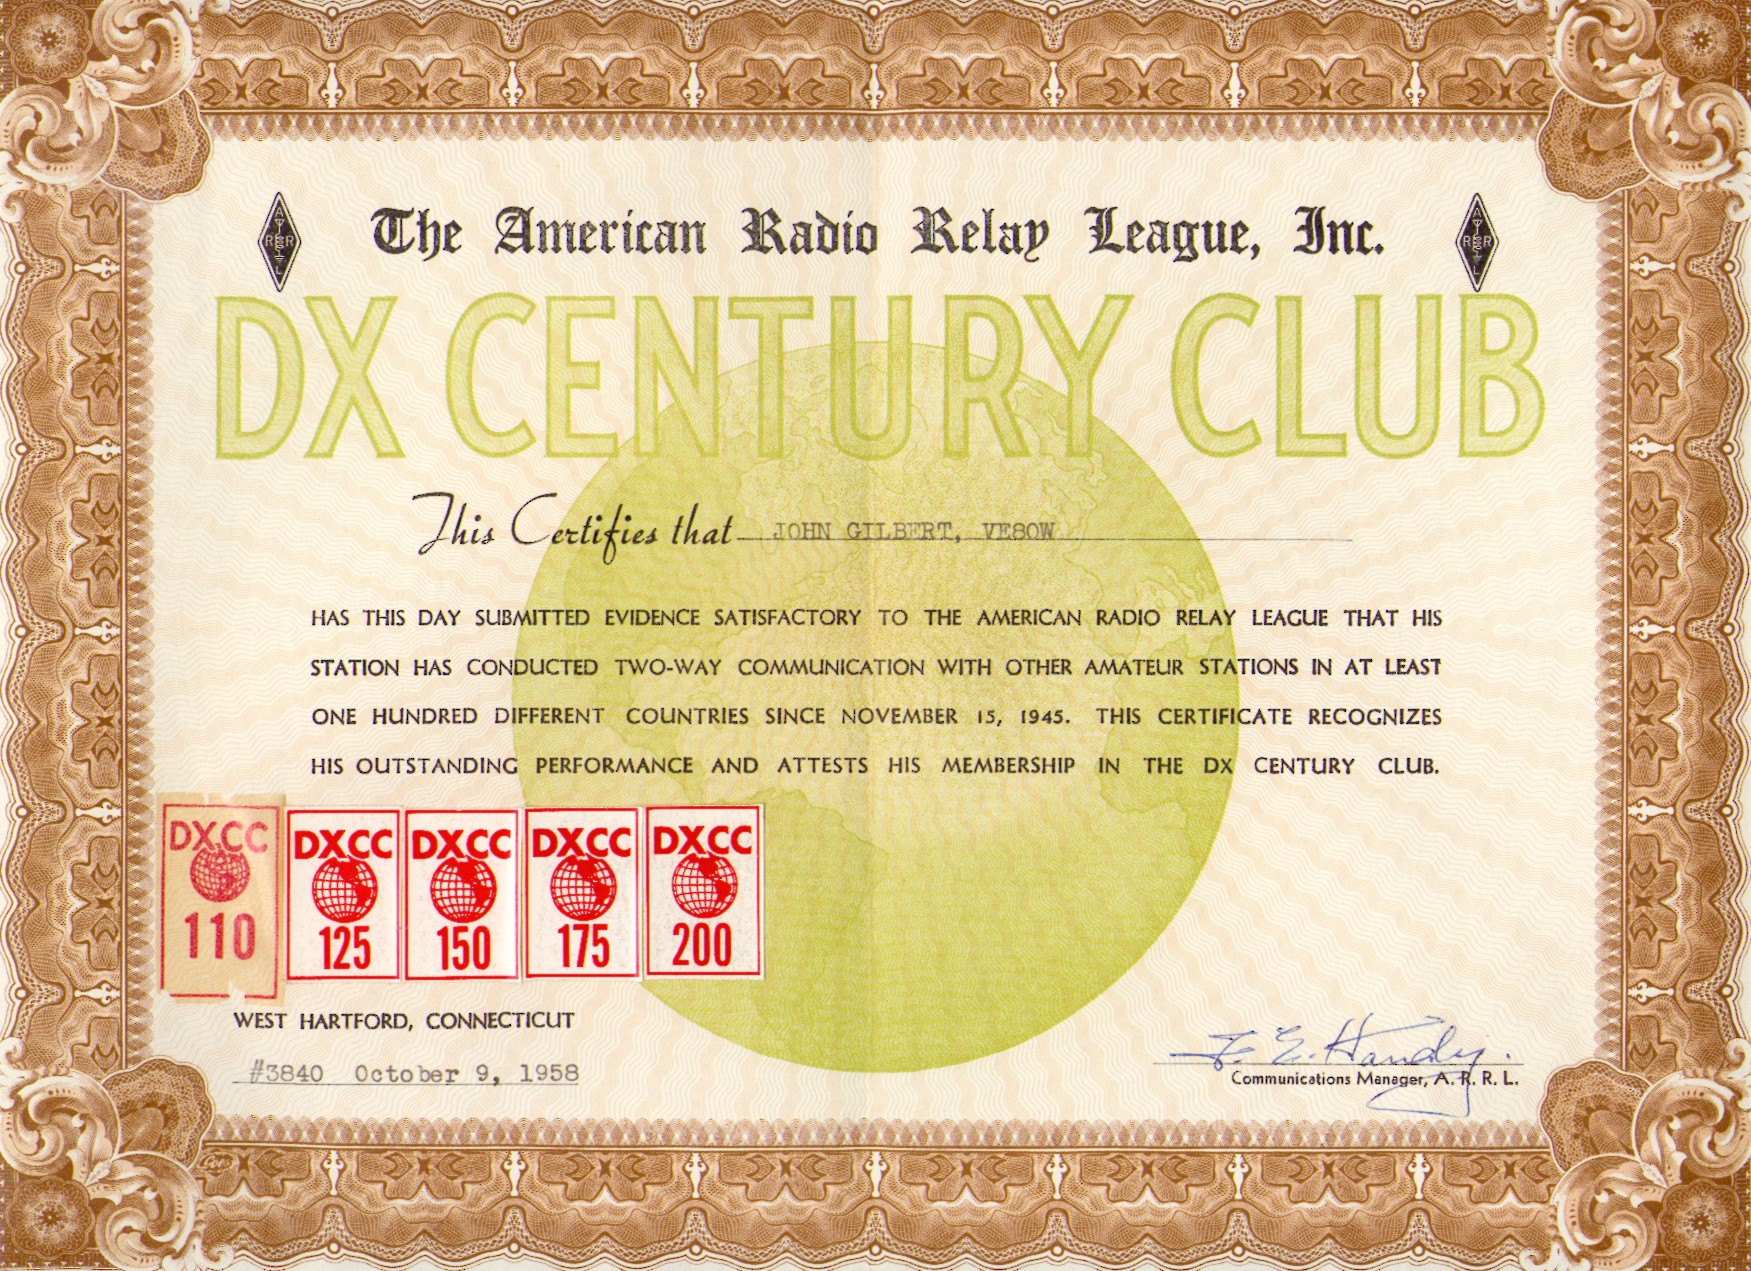 The American Radio Relay League, Inc.
DX CENTURY CLUB
This Certifies that JOHN GILBERT, VE8OW
HAS THIS DAY SUBMITTED EVIDENCE SATISFACTORY TO THE AMERICAN RADIO RELAY LEAGUE THAT HIS
STATION HAS CONDUCTED TWO-WAY COMMUNICATION WITH OTHER AMATEUR STATIONS IN AT LEAST
ONE HUNDRED DIFFERENT COUNTRIES SINCE NOVEMBER 15, 1945. THIS CERTIFICATE RECOGNIZES
HIS OUTSTANDING PERFORMANCE AND ATTESTS HIS MEMBERSHIP IN THE DX CENTURY CLUB.
DXCC DXCC DXCC DXCC DXCC
110 125 150 175 200
WEST HARTFORD, CONNECTICUT
#3840 October 9, 1958
F. E. Handy.
Communications Manager, A. R. R. L.